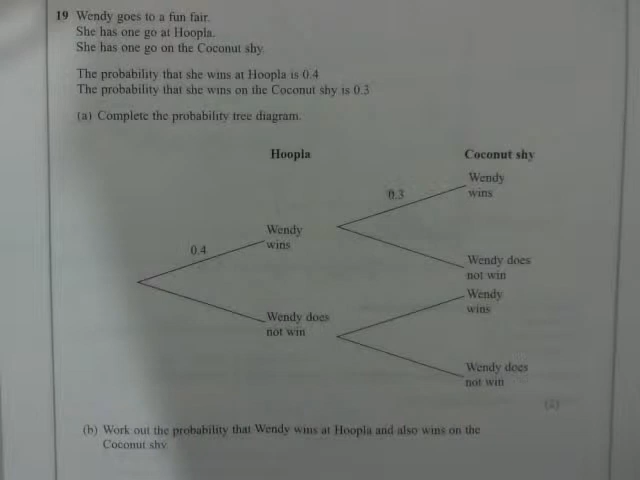 19 Wendy goes to a fun fair.
She has one go at Hoopla.
She has one go on the Coconut shy.
The probability that she wins at Hoopla is 0.4
The probability that she wins on the Coconut shy is 0.3
(a) Complete the probability tree diagram.
Hoopla
Coconut shy
Wendy
wins
0.3
Wendy
wins
0.4
Wendy does
not win
Wendy
wins
Wendy does
not win
Wendy does
not win
(2)
(b) Work out the probability that Wendy wins at Hoopla and also wins on the
Coconut shy.